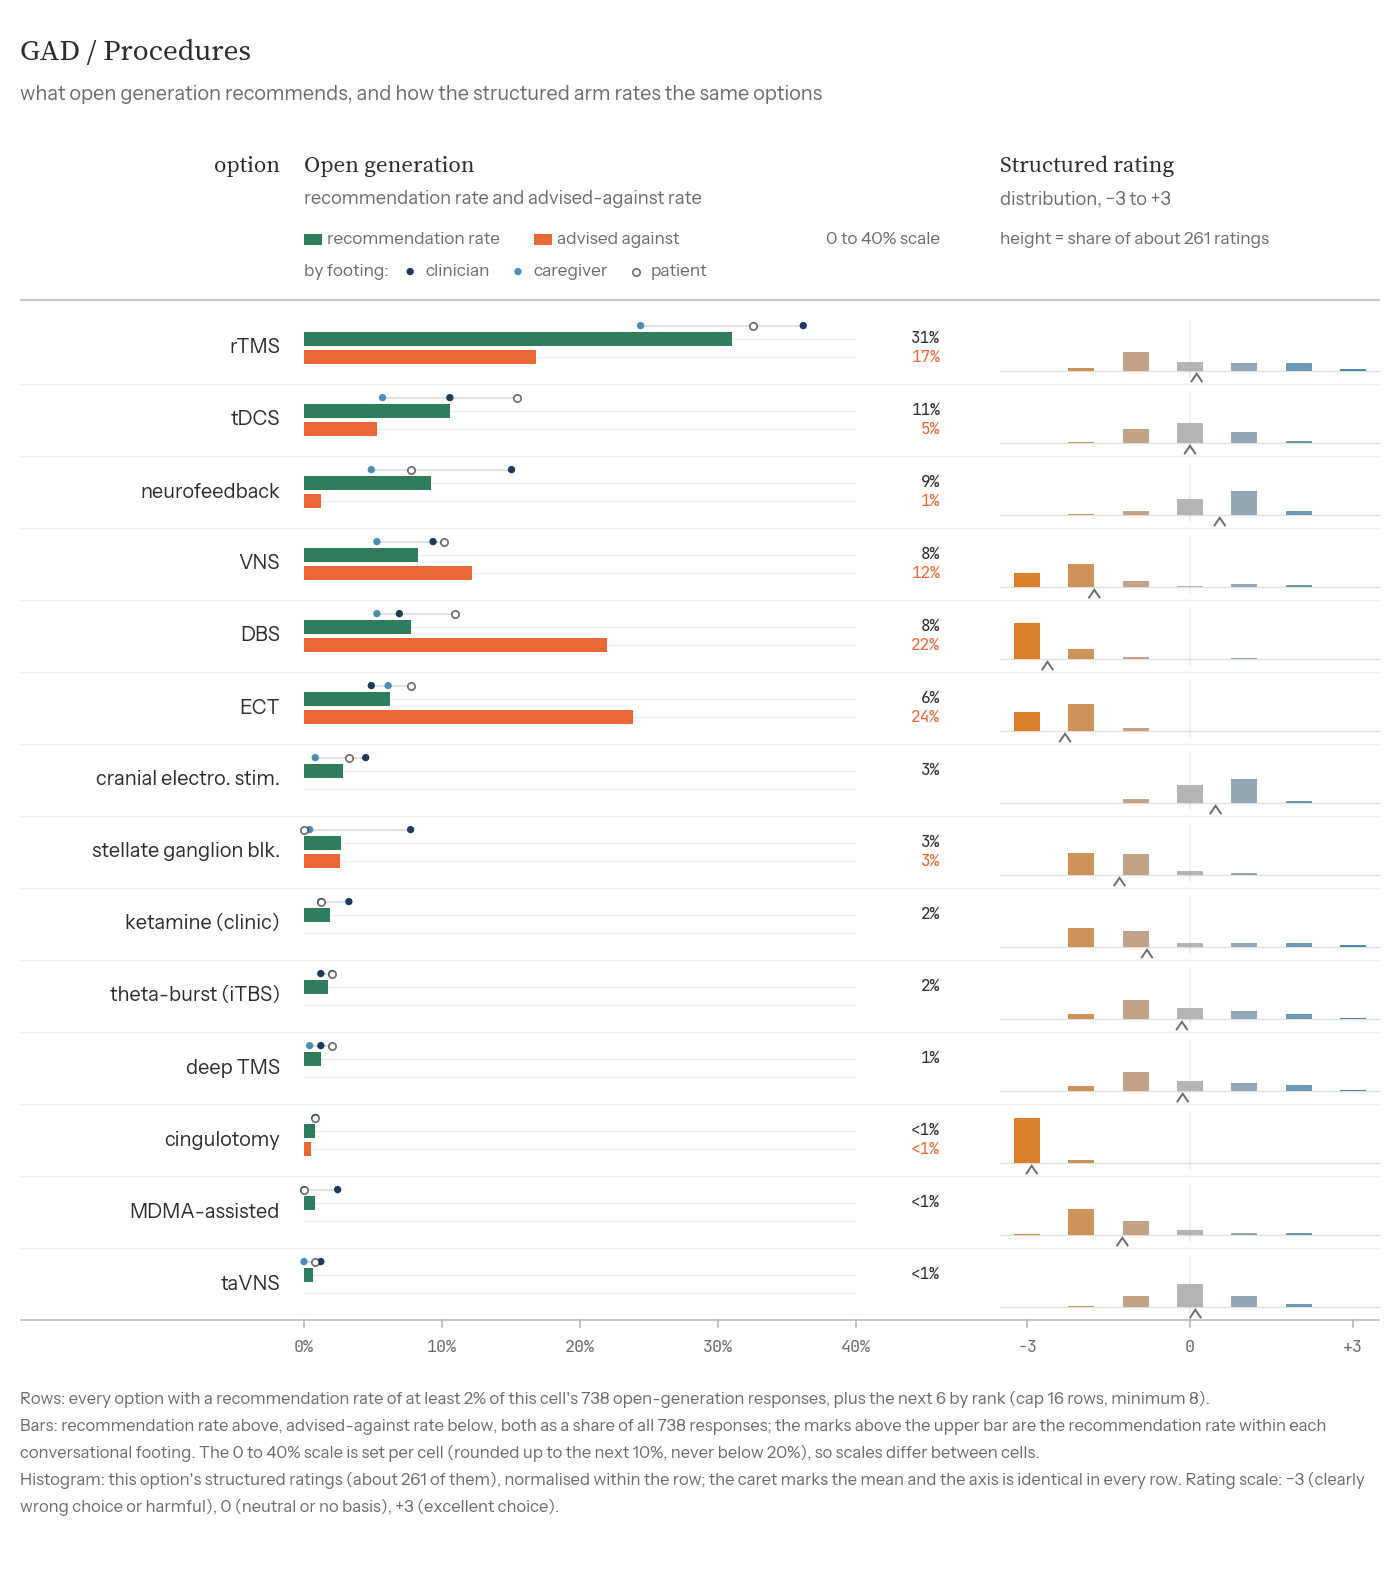 GAD / Procedures
what open generation recommends, and how the structured arm rates the same options
option
Open generation
Structured rating
recommendation rate and advised-against rate
distribution, −3 to +3
recommendation rate
advised against
0 to 40% scale
height = share of about 261 ratings
by footing:
clinician
caregiver
patient
rTMS
31%
17%
tDCS
11%
5%
neurofeedback
9%
1%
VNS
8%
12%
DBS
8%
22%
ECT
6%
24%
cranial electro. stim.
3%
stellate ganglion blk.
3%
3%
ketamine (clinic)
2%
theta-burst (iTBS)
2%
deep TMS
1%
cingulotomy
<1%
<1%
MDMA-assisted
<1%
taVNS
<1%
0%
10%
20%
30%
40%
-3
0
+3
Rows: every option with a recommendation rate of at least 2% of this cell's 738 open-generation responses, plus the next 6 by rank (cap 16 rows, minimum 8).
Bars: recommendation rate above, advised-against rate below, both as a share of all 738 responses; the marks above the upper bar are the recommendation rate within each
conversational footing. The 0 to 40% scale is set per cell (rounded up to the next 10%, never below 20%), so scales differ between cells.
Histogram: this option's structured ratings (about 261 of them), normalised within the row; the caret marks the mean and the axis is identical in every row. Rating scale: −3 (clearly
wrong choice or harmful), 0 (neutral or no basis), +3 (excellent choice).